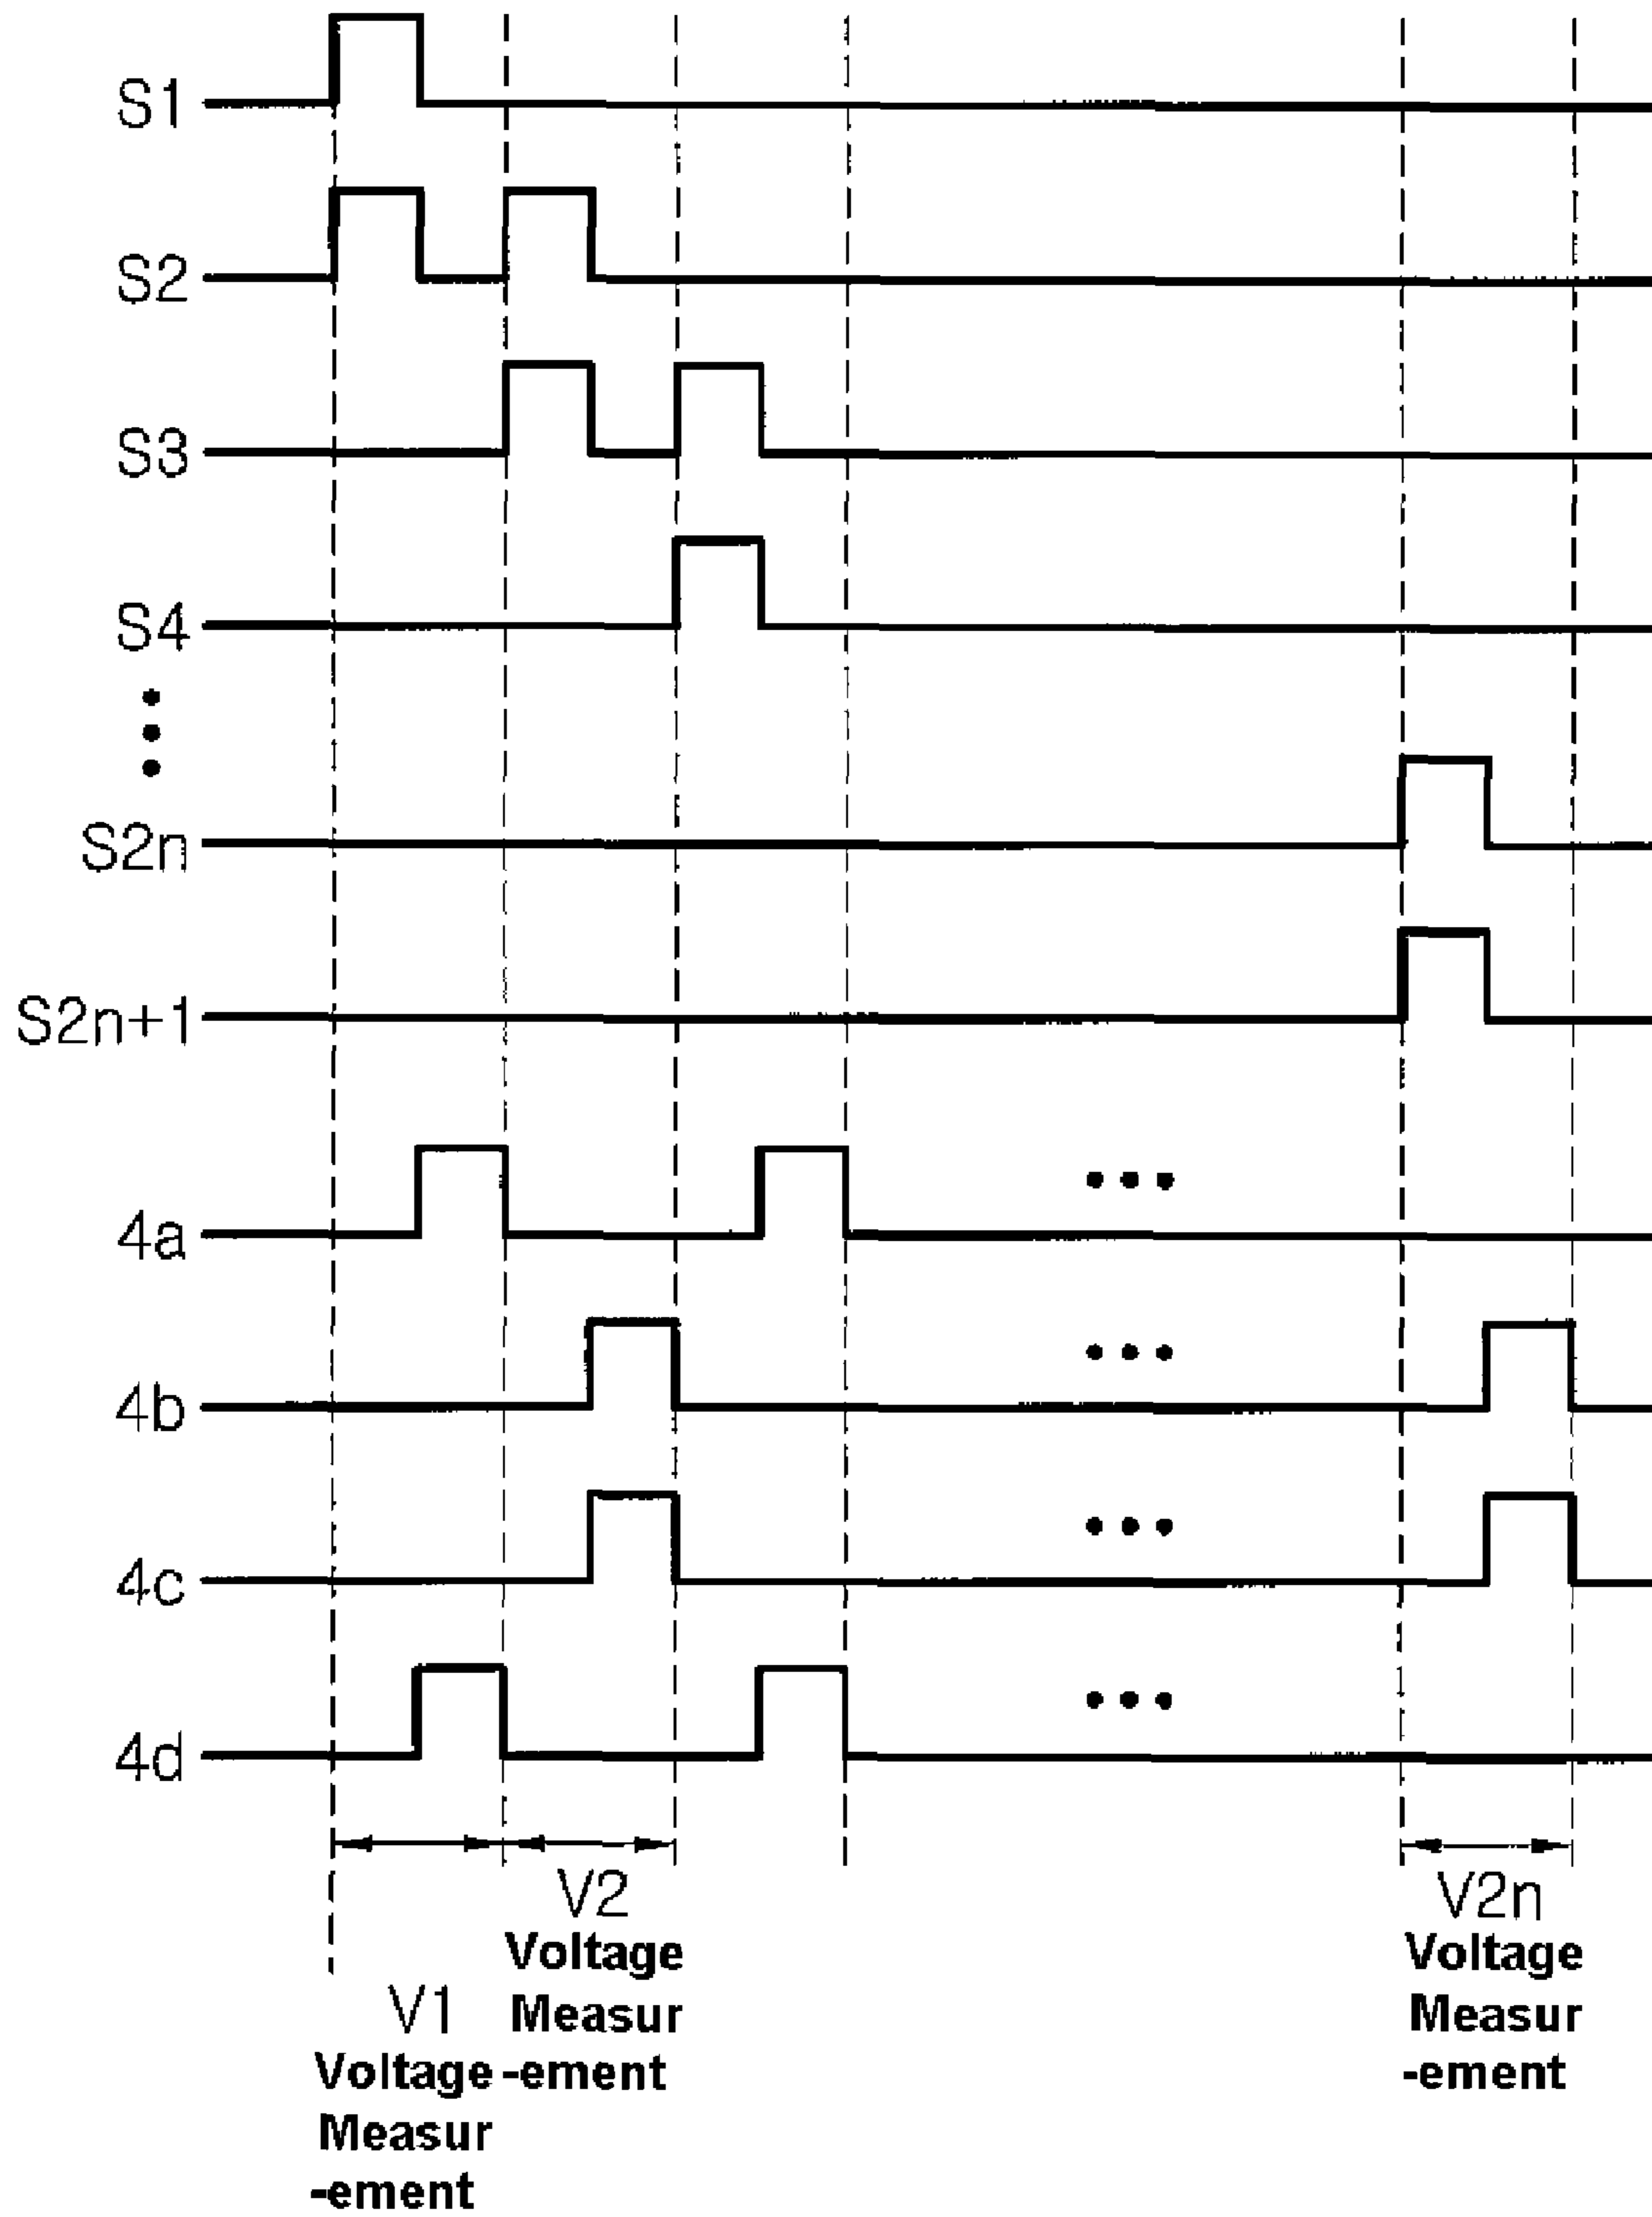 S1
S2
S3
S4
S2n
S2n+1
4a
4b
4c
4d
V1
Voltage
Measur
-ement
V2
Voltage
Measur
-ement
V2n
Voltage
Measur
-ement